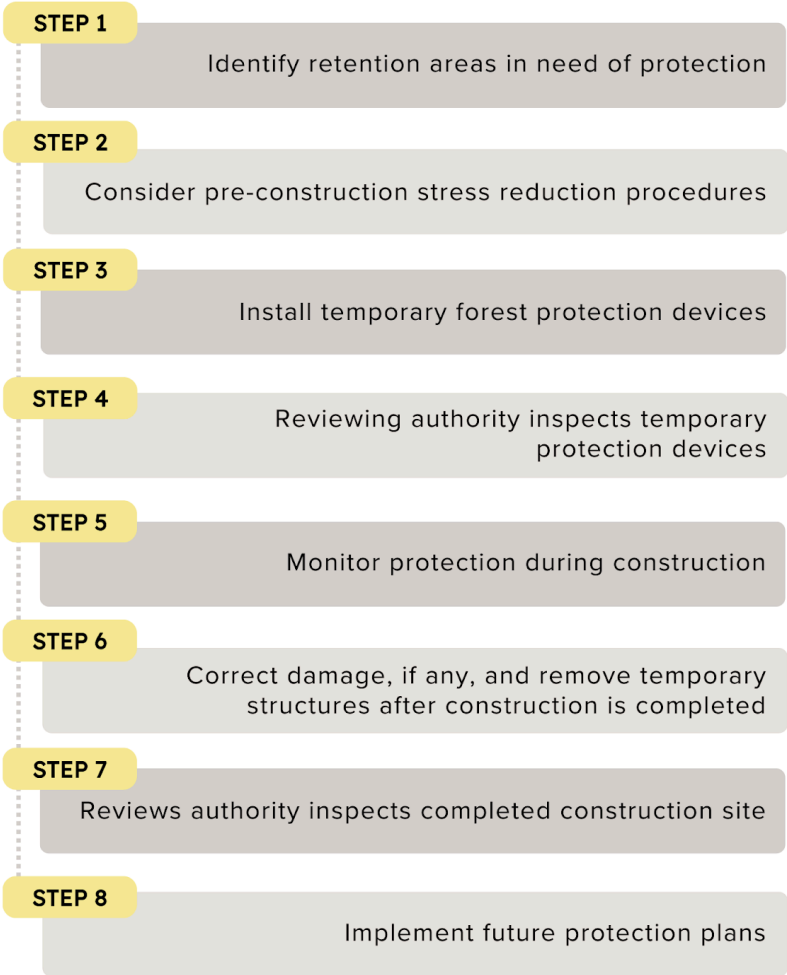 STEP 1
Identify retention areas in need of protection
STEP 2
Consider pre-construction stress reduction procedures
STEP 3
Install temporary forest protection devices
STEP 4
Reviewing authority inspects temporary
protection devices
STEP 5
Monitor protection during construction
STEP 6
Correct damage, if any, and remove temporary
structures after construction is completed
STEP 7
Reviews authority inspects completed construction site
STEP 8
Implement future protection plans